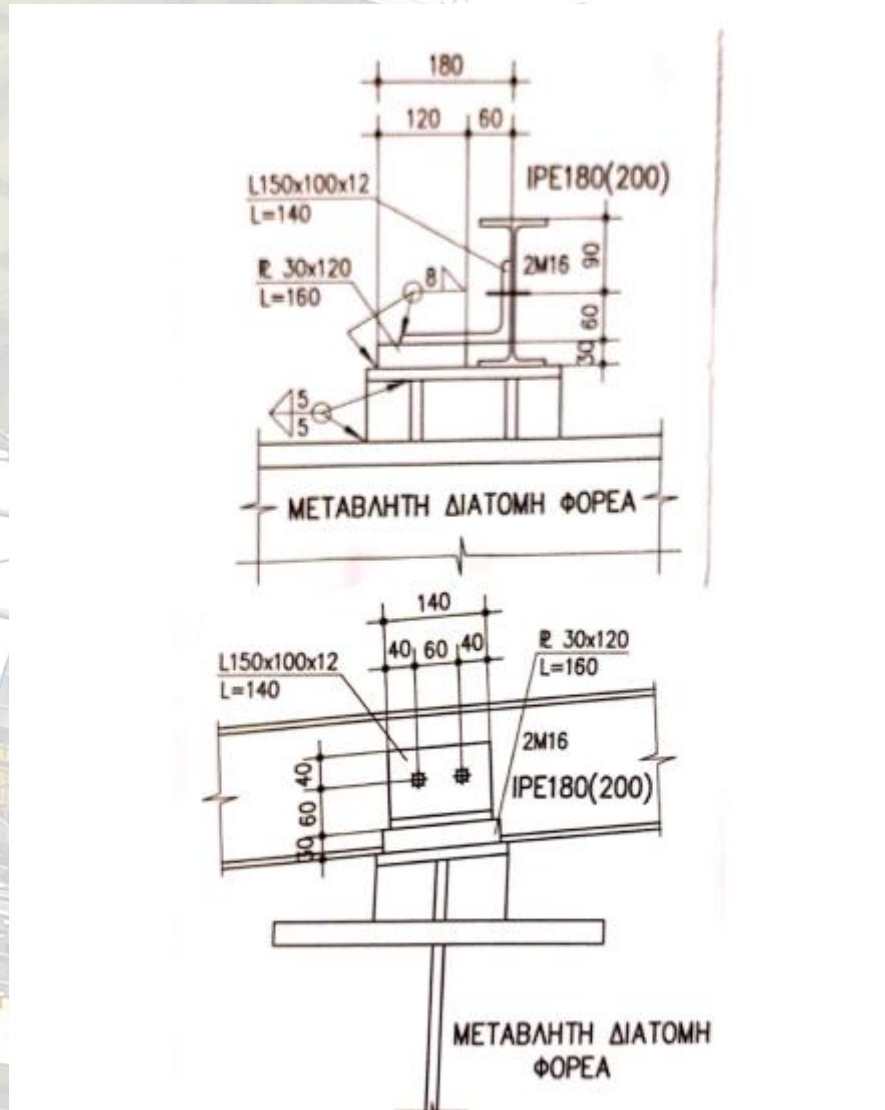 180
120 60
L150x100x12
L=140
IPE180(200)
2M16
90
60
30
8
PL 30x120
L=160
5
5
ΜΕΤΑΒΛΗΤΗ ΔΙΑΤΟΜΗ ΦΟΡΕΑ
140
40 60 40
PL 30x120
L=160
L150x100x12
L=140
2M16
IPE180(200)
40
60
30
ΜΕΤΑΒΛΗΤΗ ΔΙΑΤΟΜΗ
ΦΟΡΕΑ